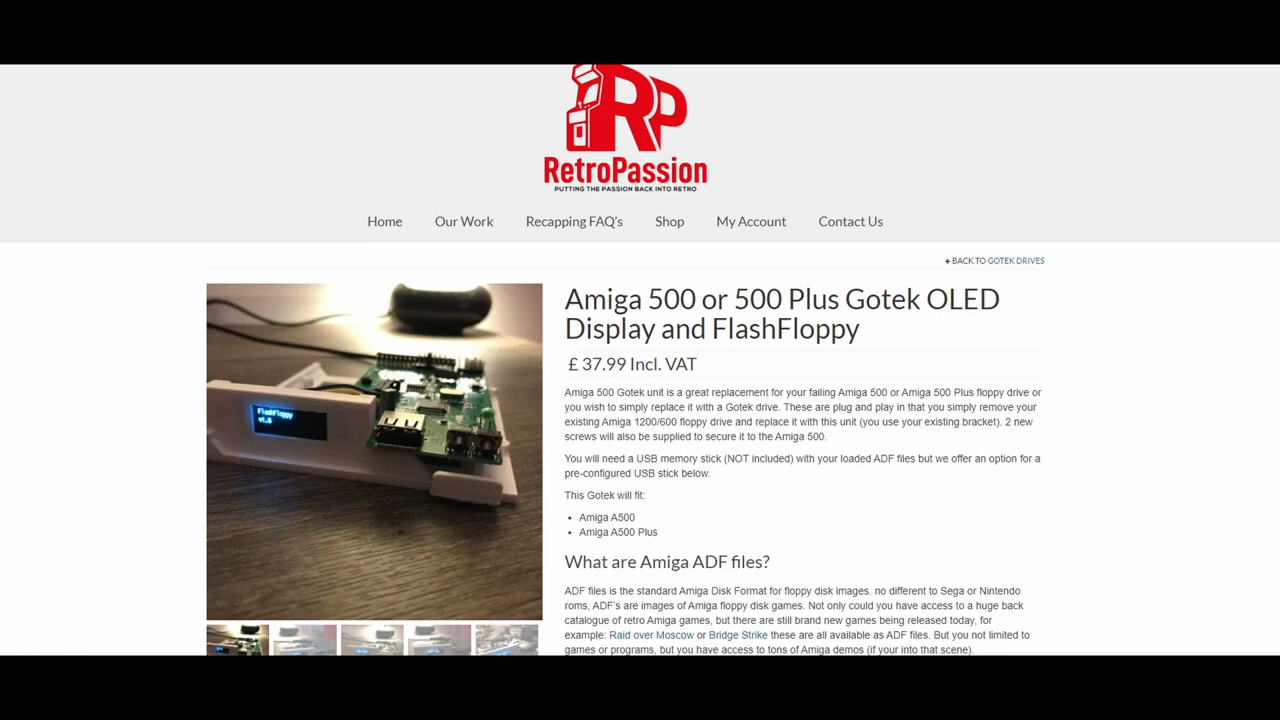 RP
RetroPassion
PUTTING THE PASSION BACK INTO RETRO
Home Our Work Recapping FAQ's Shop My Account Contact Us
BACK TO GOTEK DRIVES
FlashFloppy
v1.0
Amiga 500 or 500 Plus Gotek OLED
Display and FlashFloppy
£ 37.99 Incl. VAT
Amiga 500 Gotek unit is a great replacement for your failing Amiga 500 or Amiga 500 Plus floppy drive or
you wish to simply replace it with a Gotek drive. These are plug and play in that you simply remove your
existing Amiga 1200/600 floppy drive and replace it with this unit (you use your existing bracket). 2 new
screws will also be supplied to secure it to the Amiga 500.
You will need a USB memory stick (NOT included) with your loaded ADF files but we offer an option for a
pre-configured USB stick below.
This Gotek will fit:
• Amiga A500
• Amiga A500 Plus
What are Amiga ADF files?
ADF files is the standard Amiga Disk Format for floppy disk images. no different to Sega or Nintendo
roms, ADF's are images of Amiga floppy disk games. Not only could you have access to a huge back
catalogue of retro Amiga games, but there are still brand new games being released today, for
example: Raid over Moscow or Bridge Strike these are all available as ADF files. But you not limited to
games or programs, but you have access to tons of Amiga demos (if your into that scene).